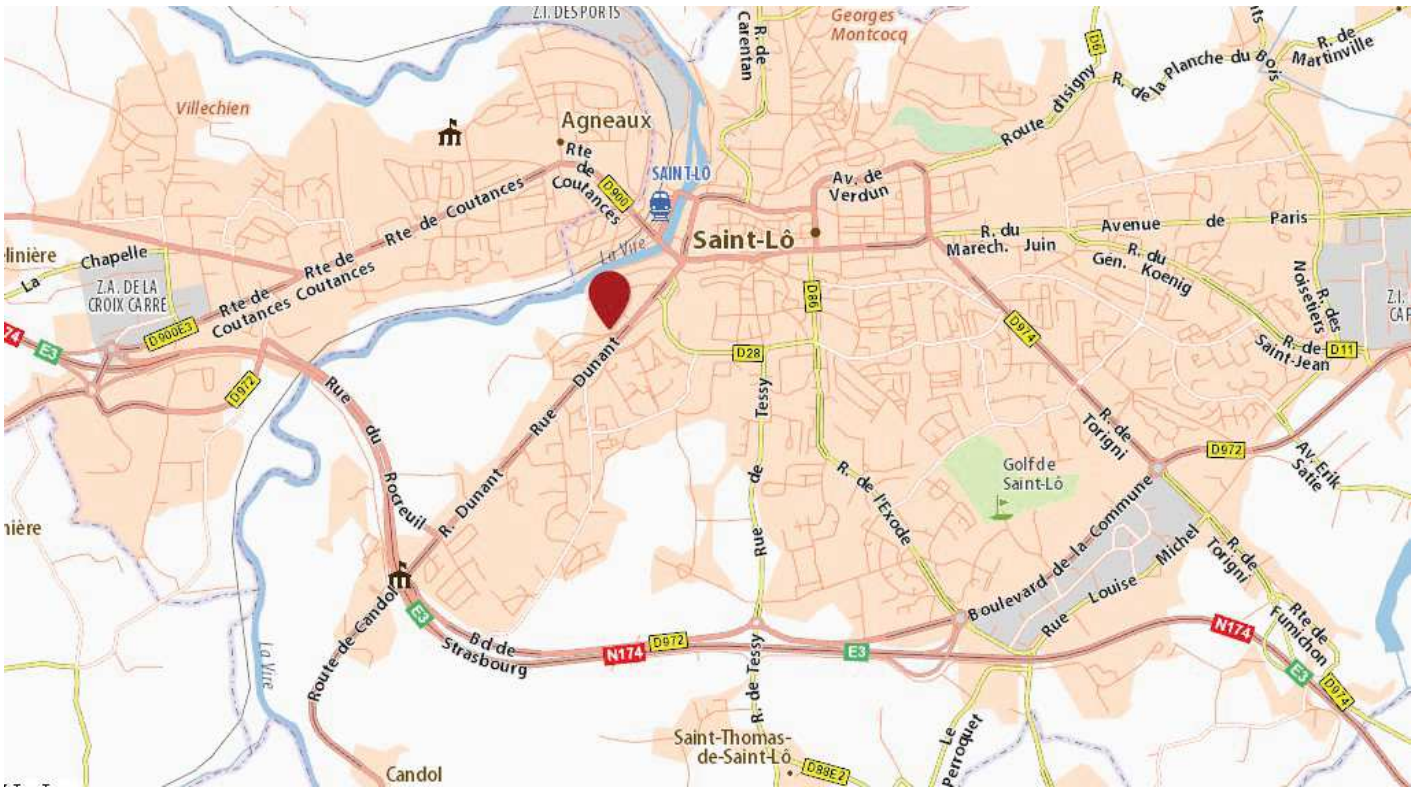 Z.I. DES PORTS
R. de
Carentan
Georges
Montcocq
D6
R. de la Planche du Bois
R. de
Martinville
Villechien
Agneaux
Route d'isigny
Rte
de
Coutances
D900
SAINT-LÔ
Av. de
Verdun
Rte de Coutances
La Vire
Saint-Lô
R. du
Maréch. Juin
Avenue de Paris
La Chapelle
Z.A. DE LA
CROIX CARRE
Rte de
Coutances
Rte de
Coutances
R. du
Gén. Koenig
R. des
Noisetiers
Z.I.
D86
D900E3
E3
D974
D28
R. de
Saint-Jean
D11
D972
Rue
du
Rocreuil
Rue Dunant
Rue de Tessy
R. de
Torigni
D972
Av. Erik
Satie
Golf de
Saint-Lô
R. Dunant
R. de l'Exode
Boulevard de la Commune
Rue Louise Michel
R. de
Torigni
Route de Candol
E3
Bd de
Strasbourg
N174
D972
E3
N174
Rte de
Fumichon
E3
D974
La Vire
R. de Tessy
Le
Perroquet
Saint-Thomas-
de-Saint-Lô
D88E2
Candol